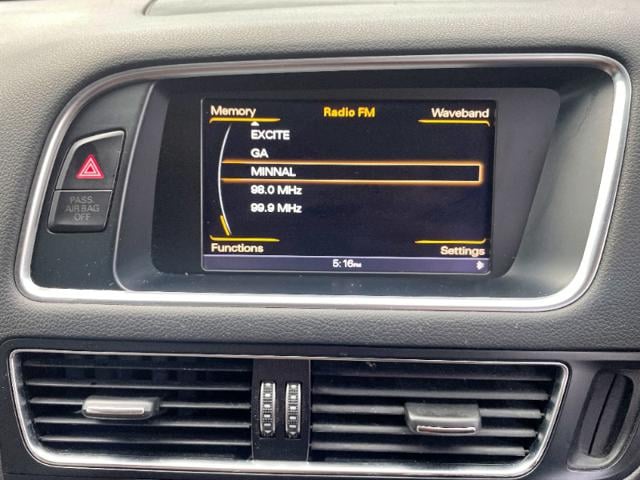 Memory Radio FM Waveband
EXCITE
GA
MINNAL
98.0 MHz
99.9 MHz
Functions Settings
5:16PM
PASS.
AIR BAG
OFF